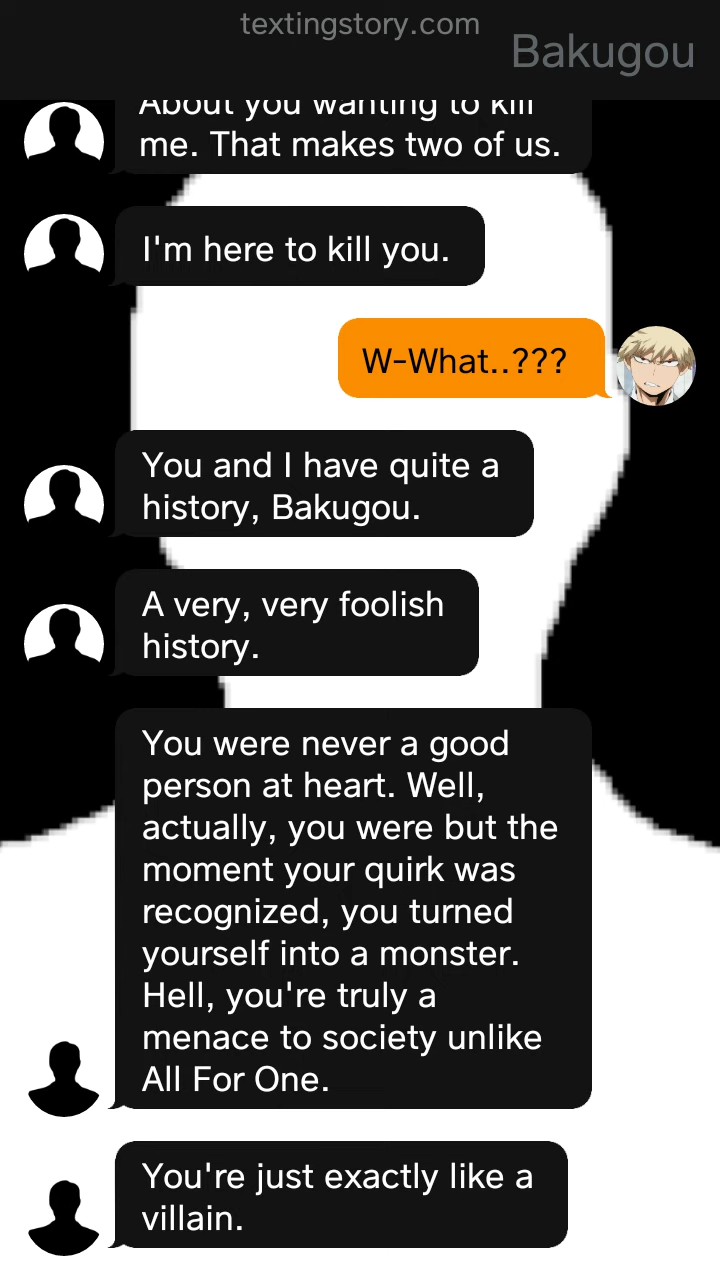 textingstory.com
Bakugou
About you wanting to kill
me. That makes two of us.
I'm here to kill you.
W-What..???
You and I have quite a
history, Bakugou.
A very, very foolish
history.
You were never a good
person at heart. Well,
actually, you were but the
moment your quirk was
recognized, you turned
yourself into a monster.
Hell, you're truly a
menace to society unlike
All For One.
You're just exactly like a
villain.